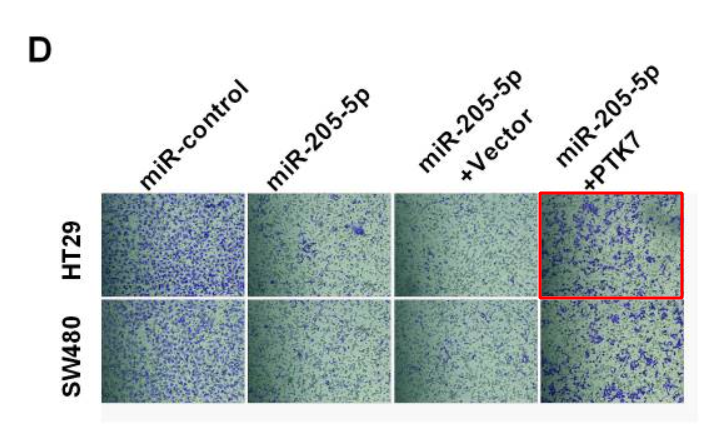 D
miR-control
miR-205-5p
miR-205-5p
+Vector
miR-205-5p
+PTK7
HT29
SW480